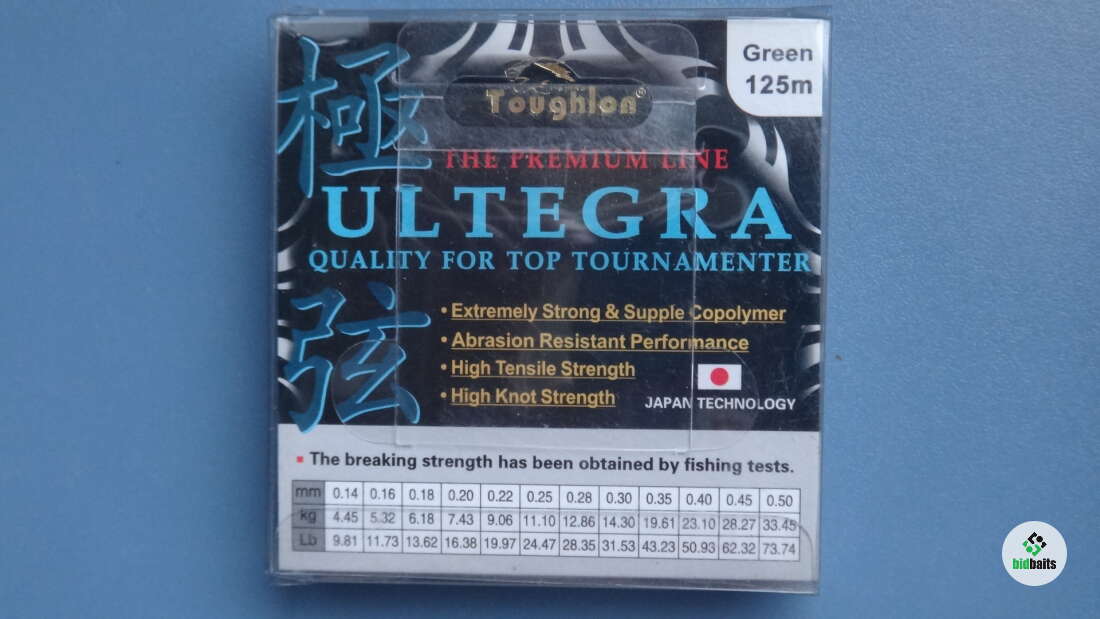 Green
125m
極弦
Toughlon®
THE PREMIUM LINE
ULTEGRA
QUALITY FOR TOP TOURNAMENTER
• Extremely Strong & Supple Copolymer
• Abrasion Resistant Performance
• High Tensile Strength
• High Knot Strength
JAPAN TECHNOLOGY
The breaking strength has been obtained by fishing tests.
mm 0.14 0.16 0.18 0.20 0.22 0.25 0.28 0.30 0.35 0.40 0.45 0.50
kg 4.45 5.32 6.18 7.43 9.06 11.10 12.86 14.30 19.61 23.10 28.27 33.45
Lb 9.81 11.73 13.62 16.38 19.97 24.47 28.35 31.53 43.23 50.93 62.32 73.74
bidbaits